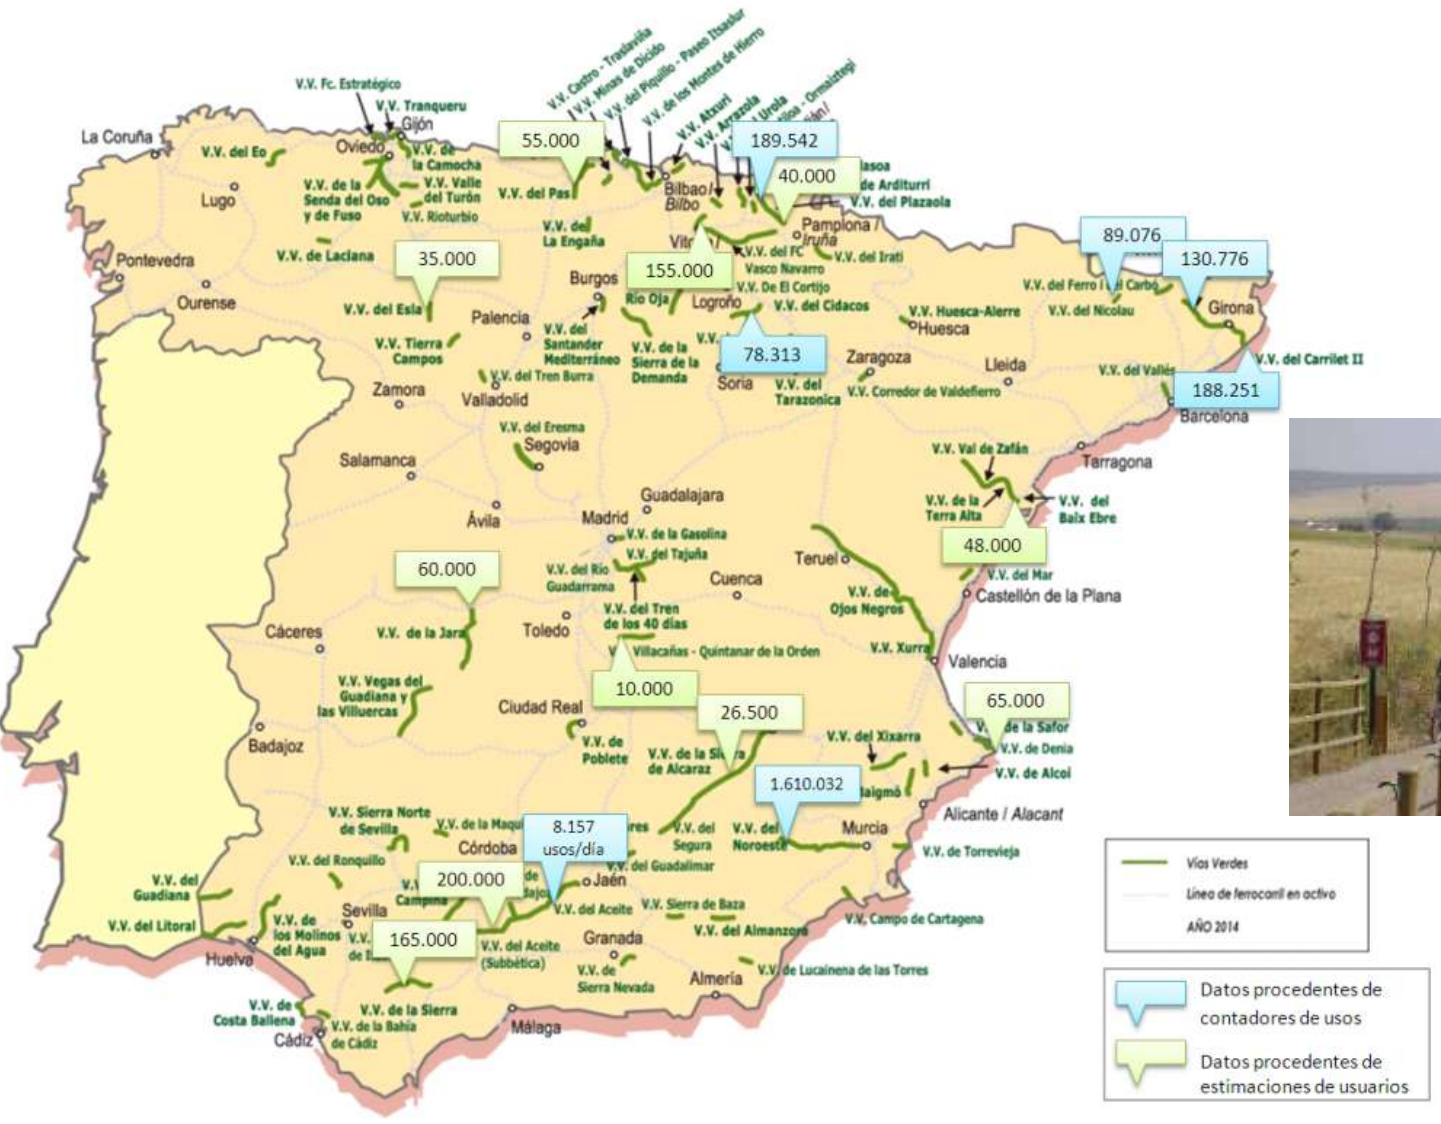 V.V. Castro - Traslaviña
V.V. Minas de Dicido
V.V. del Piquillo - Paseo Itsaslur
V.V. de los Montes de Hierro
V.V. Atxuri
V.V. Arrazola
Urola
Ormaiztegi
V.V. Fc. Estratégico
V.V. Tranqueru
Gijón
La Coruña
V.V. del Eo
Oviedo
V.V. de
la Camocha
55.000
189.542
40.000
Lugo
V.V. de la
Senda del Oso
y de Fuso
V.V. Valle
del Turón
V.V. Rioturbio
V.V. del Pas
Bilbao /
Bilbo
de Arditurri
V.V. del Plazaola
V.V. de
La Engaña
Pamplona /
Iruña
V.V. de Laciana
35.000
155.000
V.V. del FC
Vasco Navarro
V.V. del Irati
89.076
130.776
Pontevedra
Ourense
Burgos
Rio Oja
V.V. De El Cortijo
Logroño
V.V. del Cidacos
V.V. del Ferro i del Carbó
V.V. del Nicolau
Girona
V.V. del Esla
Palencia
V.V. del
Santander
Mediterráneo
V.V. Huesca-Alerre
Huesca
V.V. Tierra
Campos
V.V. de la
Sierra de la
Demanda
78.313
Zaragoza
Lleida
V.V. del Carrilet II
V.V. del Vallés
V.V. del Tren Burra
Zamora
Valladolid
Soria
V.V. del
Tarazonica
V.V. Corredor de Valdefierro
188.251
Barcelona
V.V. del Eresma
Segovia
Salamanca
V.V. Val de Zafán
Tarragona
Ávila
Guadalajara
Madrid
V.V. de la
Terra Alta
V.V. del
Baix Ebre
V.V. de la Gasolina
V.V. del Tajuña
48.000
60.000
V.V. del Río
Guadarrama
Cuenca
Teruel
V.V. del Mar
Castellón de la Plana
V.V. de
Ojos Negros
V.V. del Tren
de los 40 días
Cáceres
V.V. de la Jara
Toledo
Villacañas - Quintanar de la Orden
V.V. Xurra
Valencia
V.V. Vegas del
Guadiana y
las Villuercas
10.000
26.500
65.000
Ciudad Real
Badajoz
V.V. de
Poblete
V.V. de la Sierra
de Alcaraz
V.V. del Xixarra
de la Safor
V.V. de Denia
V.V. de Alcoi
1.610.032
Alicante / Alacant
V.V. Sierra Norte
de Sevilla
8.157
usos/día
V.V. del
Segura
V.V. del
Noroeste
Murcia
Córdoba
V.V. del Ronquillo
V.V. del Guadalimar
V.V. de Torrevieja
V.V. del
Guadiana
200.000
Campiña
Jaén
V.V. del Aceite
V.V. Sierra de Baza
V.V. Campo de Cartagena
V.V. del Litoral
V.V. de
los Molinos
del Agua
Sevilla
165.000
V.V. del Aceite
(Subbética)
Granada
V.V. del Almanzora
Huelva
V.V. de
Sierra Nevada
Almería
V.V. de Lucainena de las Torres
V.V. de
Costa Ballena
V.V. de la Sierra
V.V. de la Bahía
de Cádiz
Cádiz
Málaga
Vías Verdes
Línea de ferrocarril en activo
AÑO 2014
Datos procedentes de
contadores de usos
Datos procedentes de
estimaciones de usuarios